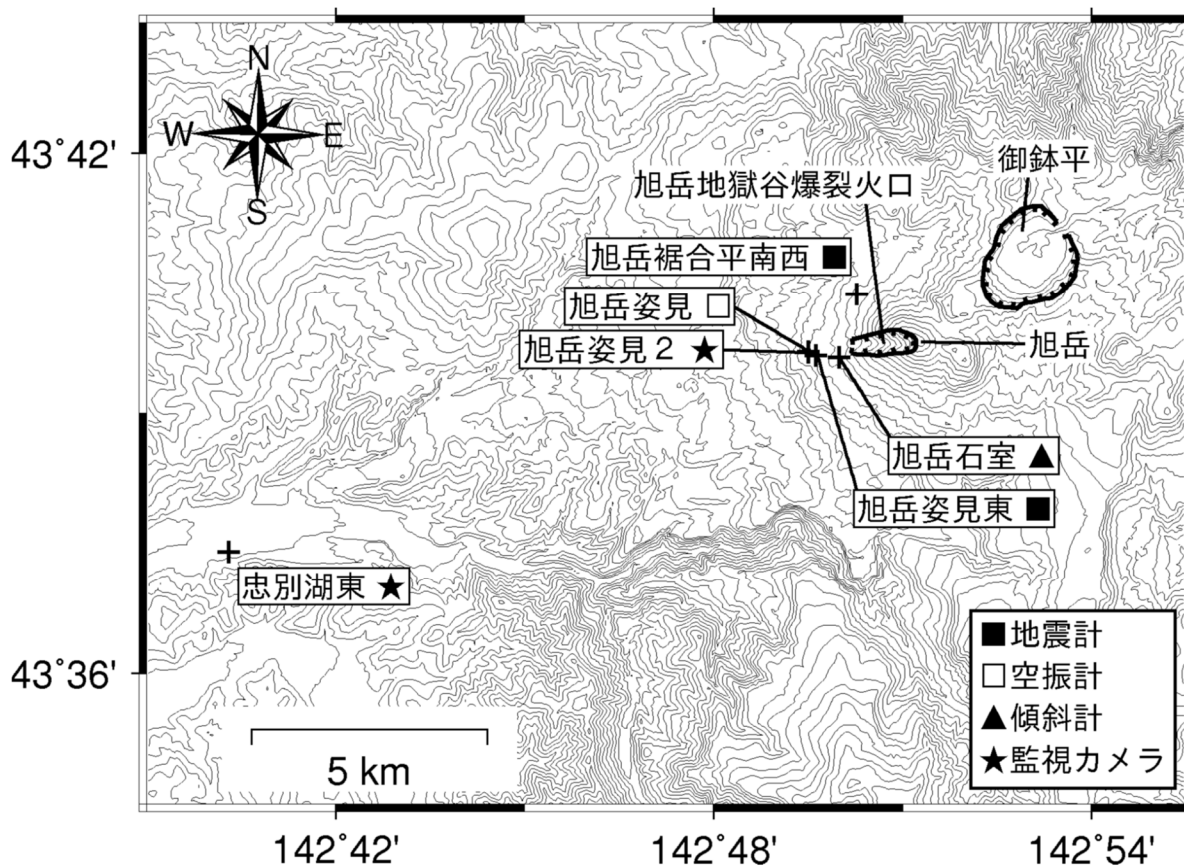 N
W E
S
43°42'
御鉢平
旭岳地獄谷爆裂火口
旭岳裾合平南西 ■
旭岳姿見 □
旭岳姿見2 ★
旭岳
旭岳石室 ▲
旭岳姿見東 ■
忠別湖東 ★
43°36'
■地震計
□空振計
▲傾斜計
★監視カメラ
5 km
142°42'
142°48'
142°54'